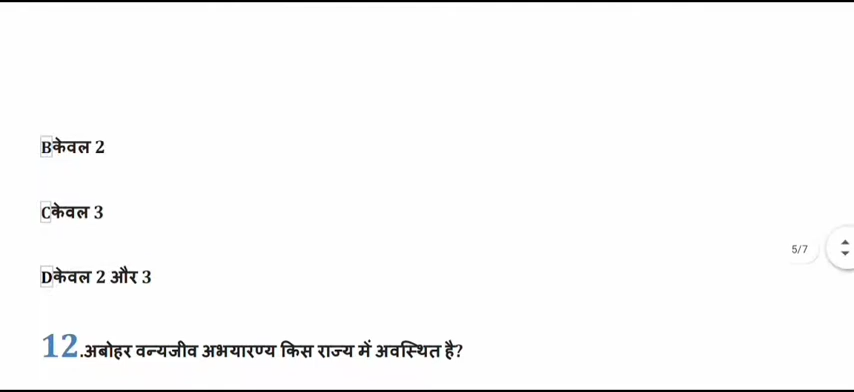 Bकेवल 2
Cकेवल 3
5/7
Dकेवल 2 और 3
12.अबोहर वन्यजीव अभयारण्य किस राज्य में अवस्थित है?